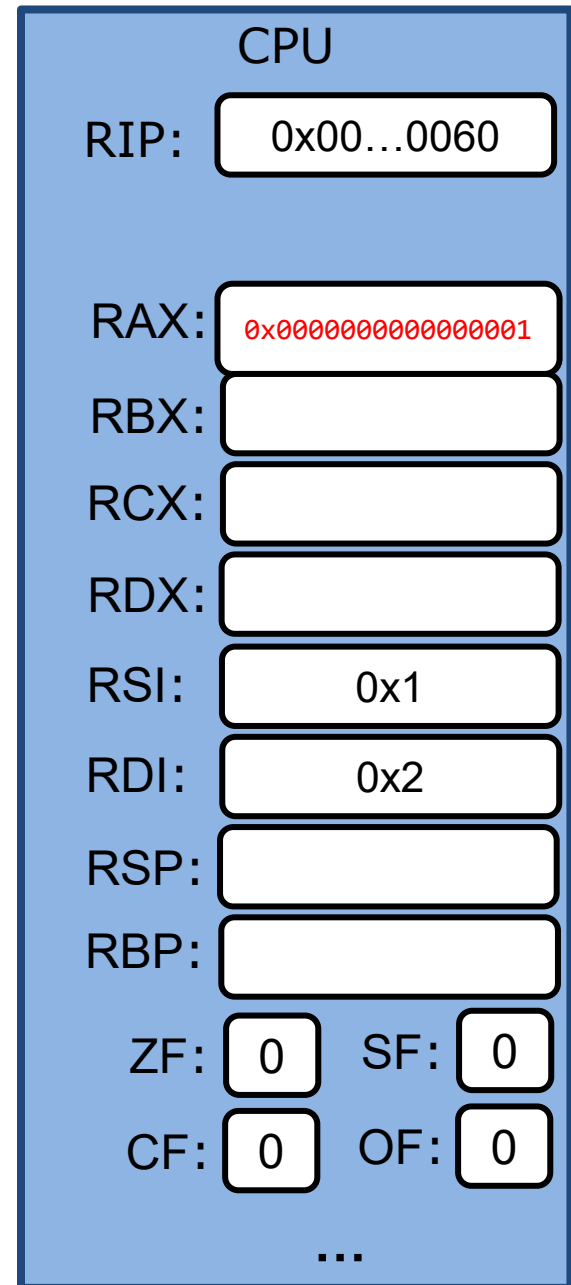 CPU
RIP: 0x00...0060
RAX: 0x0000000000000001
RBX:
RCX:
RDX:
RSI: 0x1
RDI: 0x2
RSP:
RBP:
ZF: 0 SF: 0
CF: 0 OF: 0
...